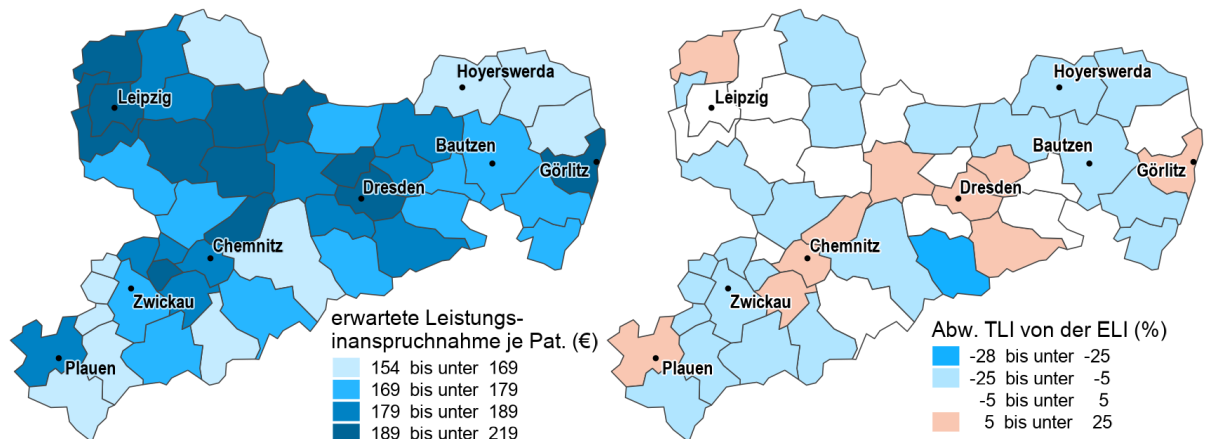 Hoyerswerda
Leipzig
Bautzen
Görlitz
Dresden
Chemnitz
Zwickau
Plauen
erwartete Leistungs-
inanspruchnahme je Pat. (€)
154 bis unter 169
169 bis unter 179
179 bis unter 189
189 bis unter 219
Hoyerswerda
Leipzig
Bautzen
Görlitz
Dresden
Chemnitz
Zwickau
Plauen
Abw. TLI von der ELI (%)
-28 bis unter -25
-25 bis unter -5
-5 bis unter 5
5 bis unter 25